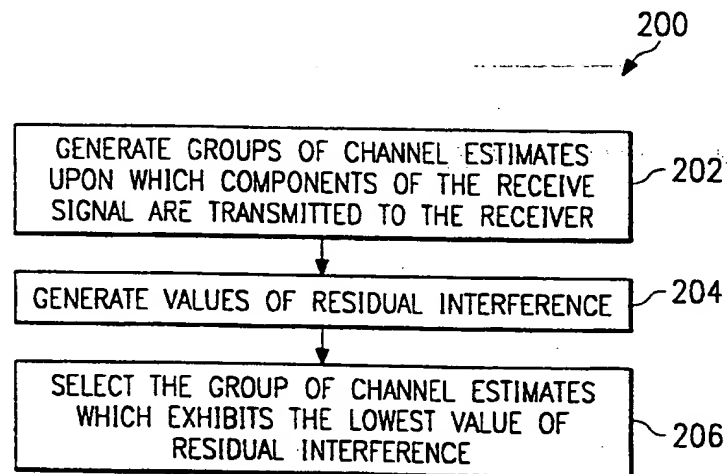 200
GENERATE GROUPS OF CHANNEL ESTIMATES
UPON WHICH COMPONENTS OF THE RECEIVE
SIGNAL ARE TRANSMITTED TO THE RECEIVER
202
GENERATE VALUES OF RESIDUAL INTERFERENCE
204
SELECT THE GROUP OF CHANNEL ESTIMATES
WHICH EXHIBITS THE LOWEST VALUE OF
RESIDUAL INTERFERENCE
206